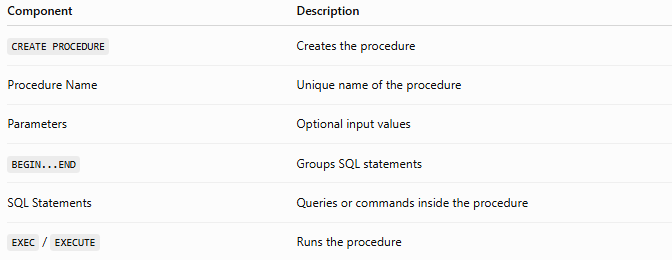 Component Description
CREATE PROCEDURE Creates the procedure
Procedure Name Unique name of the procedure
Parameters Optional input values
BEGIN...END Groups SQL statements
SQL Statements Queries or commands inside the procedure
EXEC / EXECUTE Runs the procedure